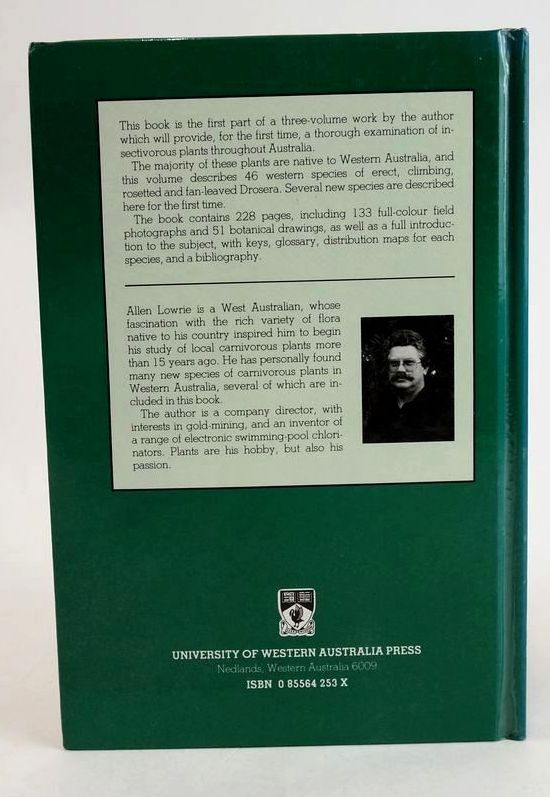 This book is the first part of a three-volume work by the author
which will provide, for the first time, a thorough examination of in-
sectivorous plants throughout Australia.
The majority of these plants are native to Western Australia, and
this volume describes 46 western species of erect, climbing,
rosetted and fan-leaved Drosera. Several new species are described
here for the first time.
The book contains 228 pages, including 133 full-colour field
photographs and 51 botanical drawings, as well as a full introduc-
tion to the subject, with keys, glossary, distribution maps for each
species, and a bibliography.
Allen Lowrie is a West Australian, whose
fascination with the rich variety of flora
native to his country inspired him to begin
his study of local carnivorous plants more
than 15 years ago. He has personally found
many new species of carnivorous plants in
Western Australia, several of which are in-
cluded in this book.
The author is a company director, with
interests in gold-mining, and an inventor of
a range of electronic swimming-pool chlori-
nators. Plants are his hobby, but also his
passion.
UNIVERSITY OF WESTERN AUSTRALIA PRESS
Nedlands, Western Australia 6009
ISBN 0 85564 253 X